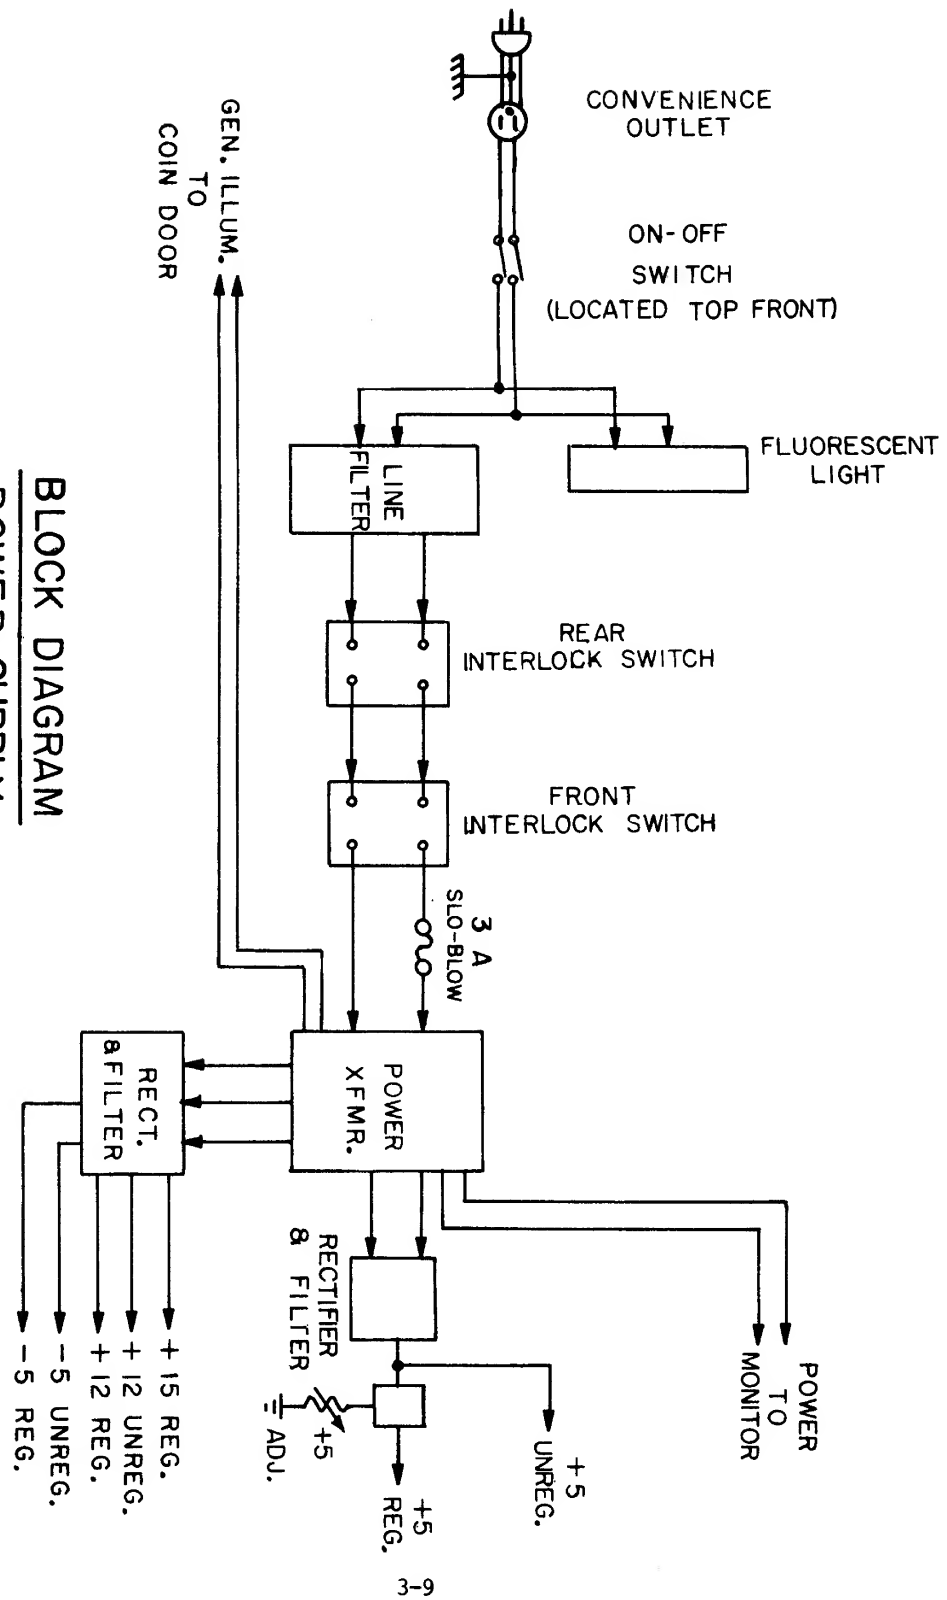 CONVENIENCE
OUTLET
ON-OFF
SWITCH
(LOCATED TOP FRONT)
GEN. ILLUM.
TO
COIN DOOR
FLUORESCENT
LIGHT
LINE
FILTER
REAR
INTERLOCK SWITCH
FRONT
INTERLOCK SWITCH
3 A
SLO-BLOW
POWER
XFMR.
RECT.
& FILTER
RECTIFIER
& FILTER
POWER
TO
MONITOR
+5
UNREG.
+5
REG.
+5
ADJ.
+ 15 REG.
+ 12 UNREG.
+ 12 REG.
-5 UNREG.
-5 REG.
BLOCK DIAGRAM
POWER SUPPLY
3-9